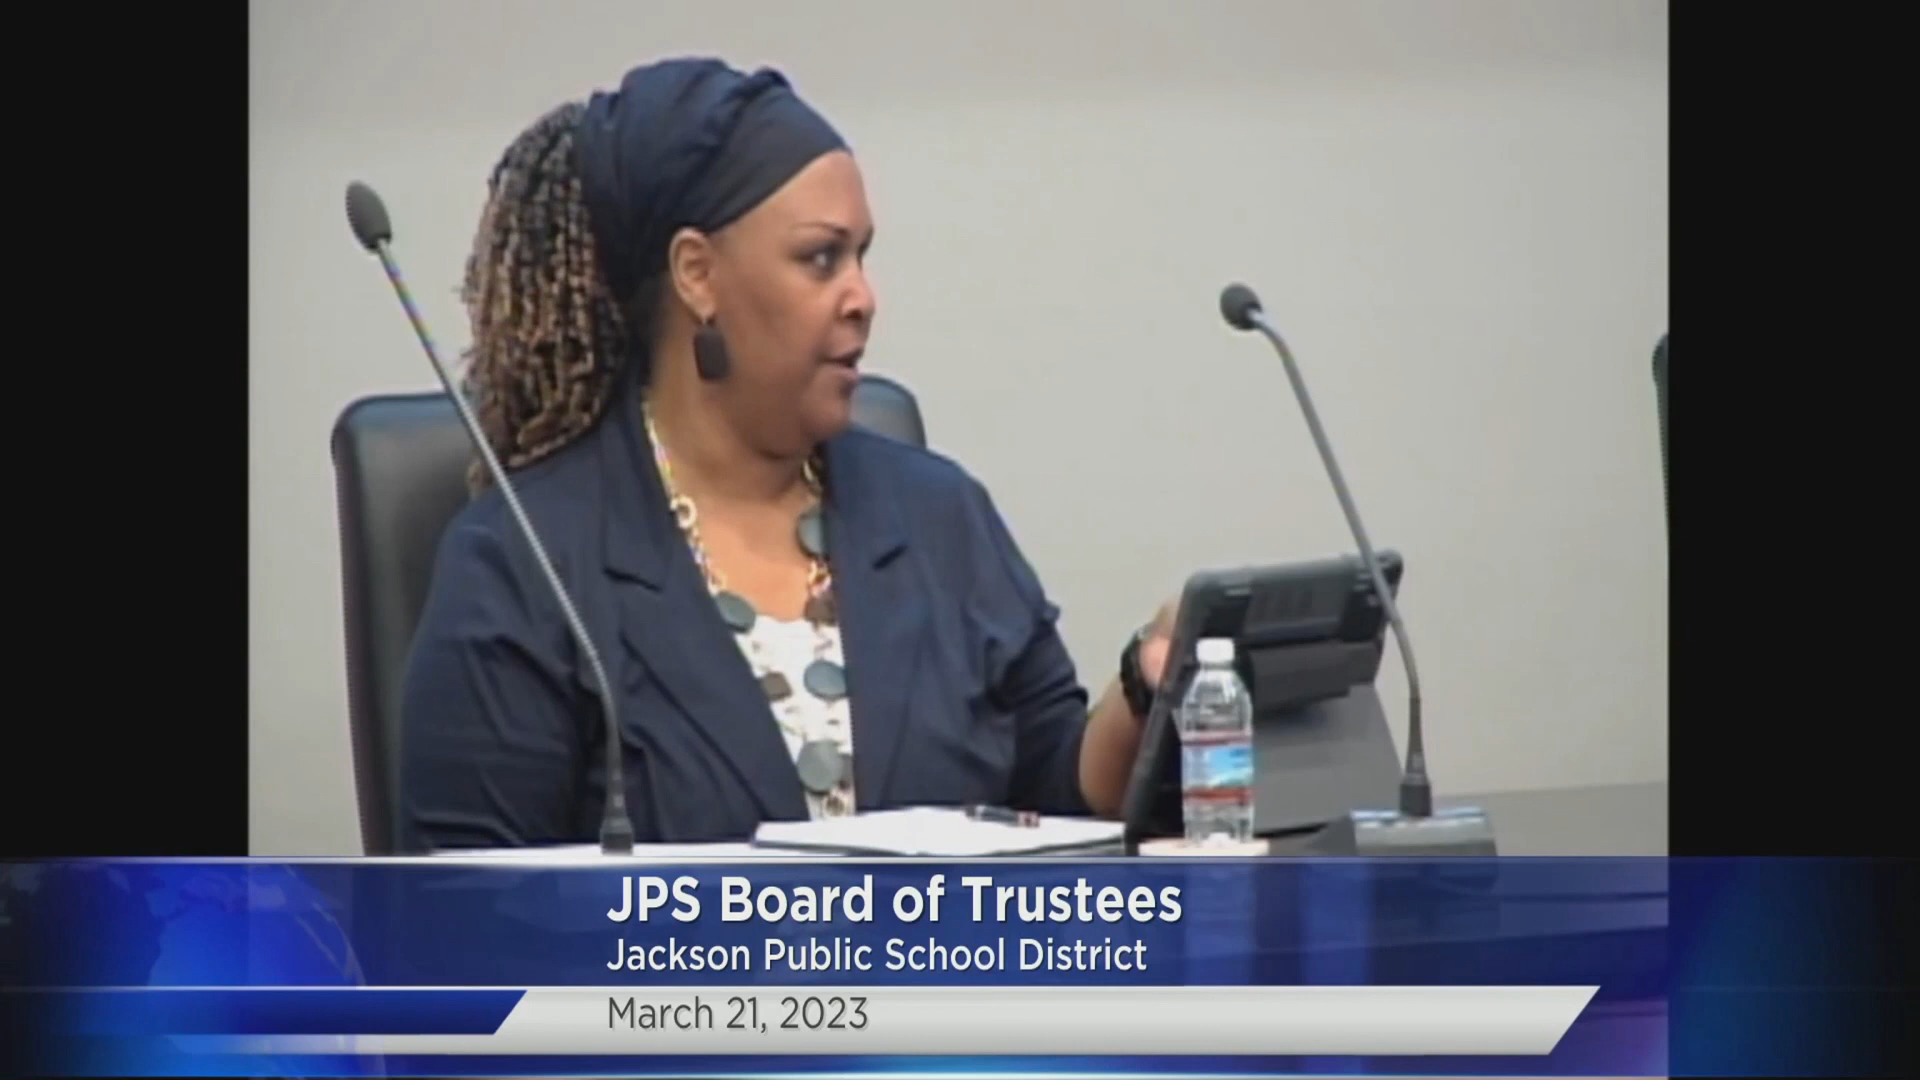 JPS Board of Trustees
Jackson Public School District
March 21, 2023